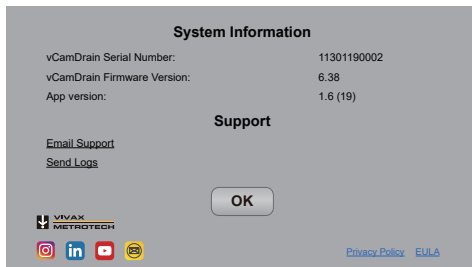 System Information
vCamDrain Serial Number: 11301190002
vCamDrain Firmware Version: 6.38
App version: 1.6 (19)
Support
Email Support
Send Logs
OK
VIVAX
METROTECH
in
Privacy Policy EULA